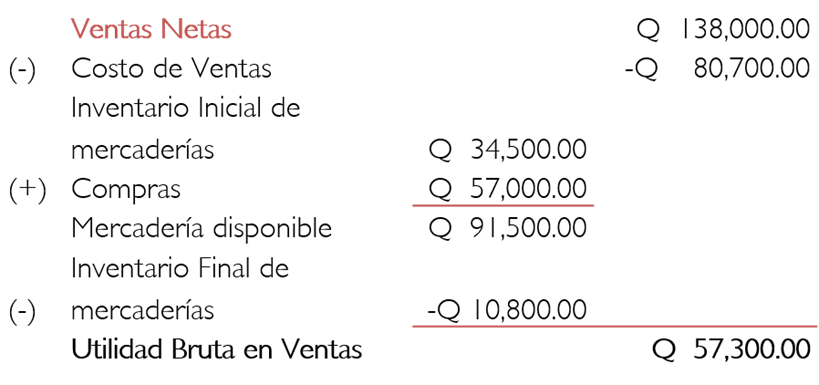 Ventas Netas Q 138,000.00
(-) Costo de Ventas -Q 80,700.00
Inventario Inicial de
mercaderías Q 34,500.00
(+) Compras Q 57,000.00
Mercadería disponible Q 91,500.00
Inventario Final de
(-) mercaderías -Q 10,800.00
Utilidad Bruta en Ventas Q 57,300.00